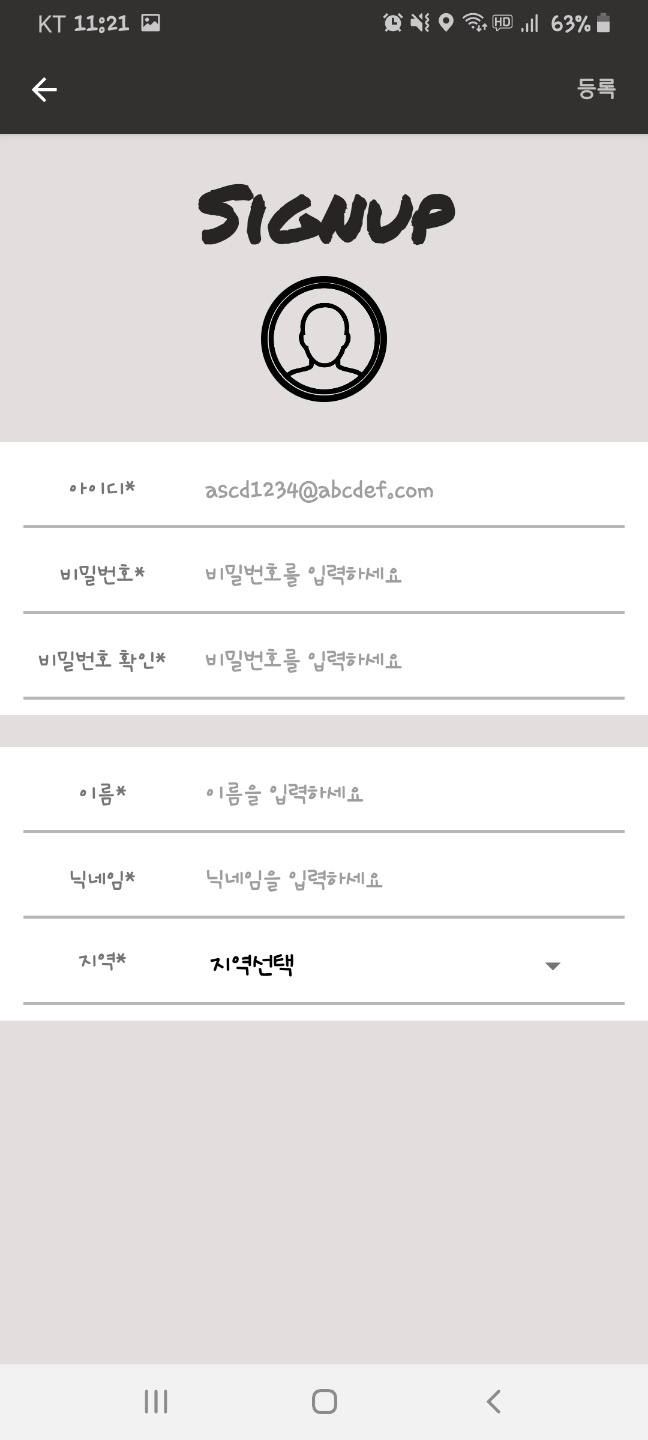 KT 11:21 HD 63%
등록
SIGNUP
아이디* ascd1234@abcdef.com
비밀번호* 비밀번호를 입력하세요
비밀번호 확인* 비밀번호를 입력하세요
이름* 이름을 입력하세요
닉네임* 닉네임을 입력하세요
지역* 지역선택